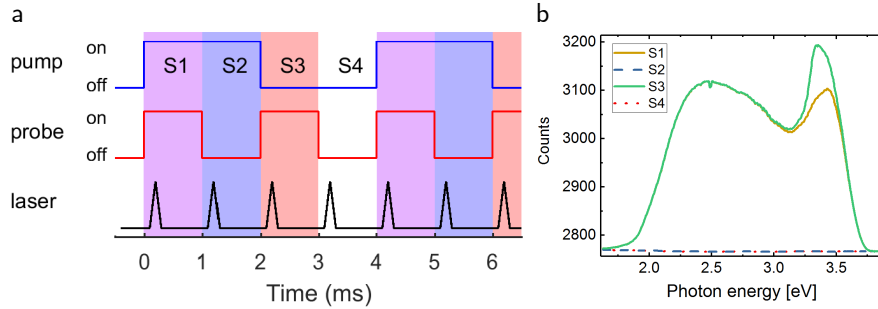 a
pump
on
off
S1 S2 S3 S4
probe
on
off
laser
0 1 2 3 4 5 6
Time (ms)
b
S1
S2
S3
S4
3200
3100
3000
2900
2800
Counts
2.0 2.5 3.0 3.5
Photon energy [eV]